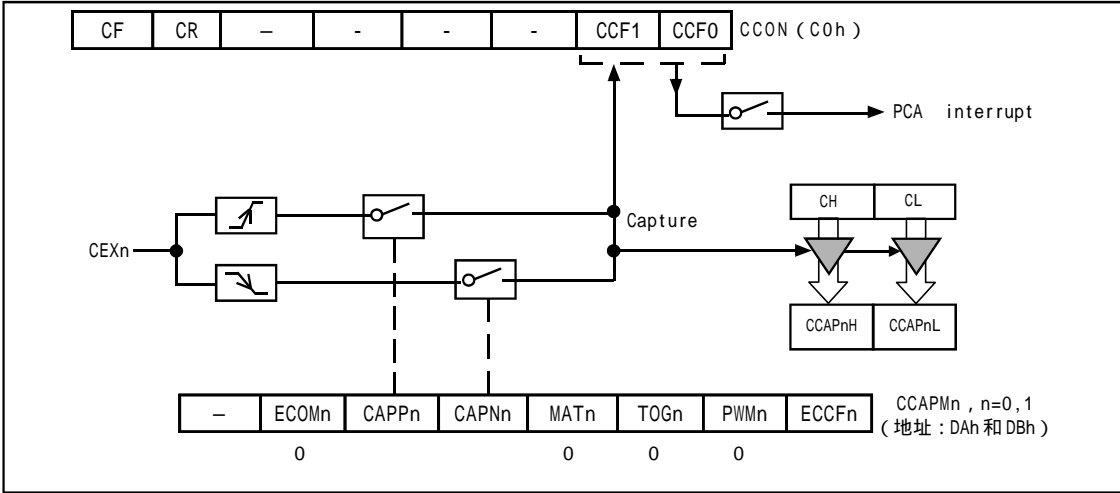 CF CR – - - - CCF1 CCF0 CCON（C0h）
PCA interrupt
CH CL
Capture
CEXn
CCAPnH CCAPnL
– ECOMn CAPPn CAPNn MATn TOGn PWMn ECCFn
CCAPMn，n=0,1
（地址：DAh和DBh）
0 0 0 0